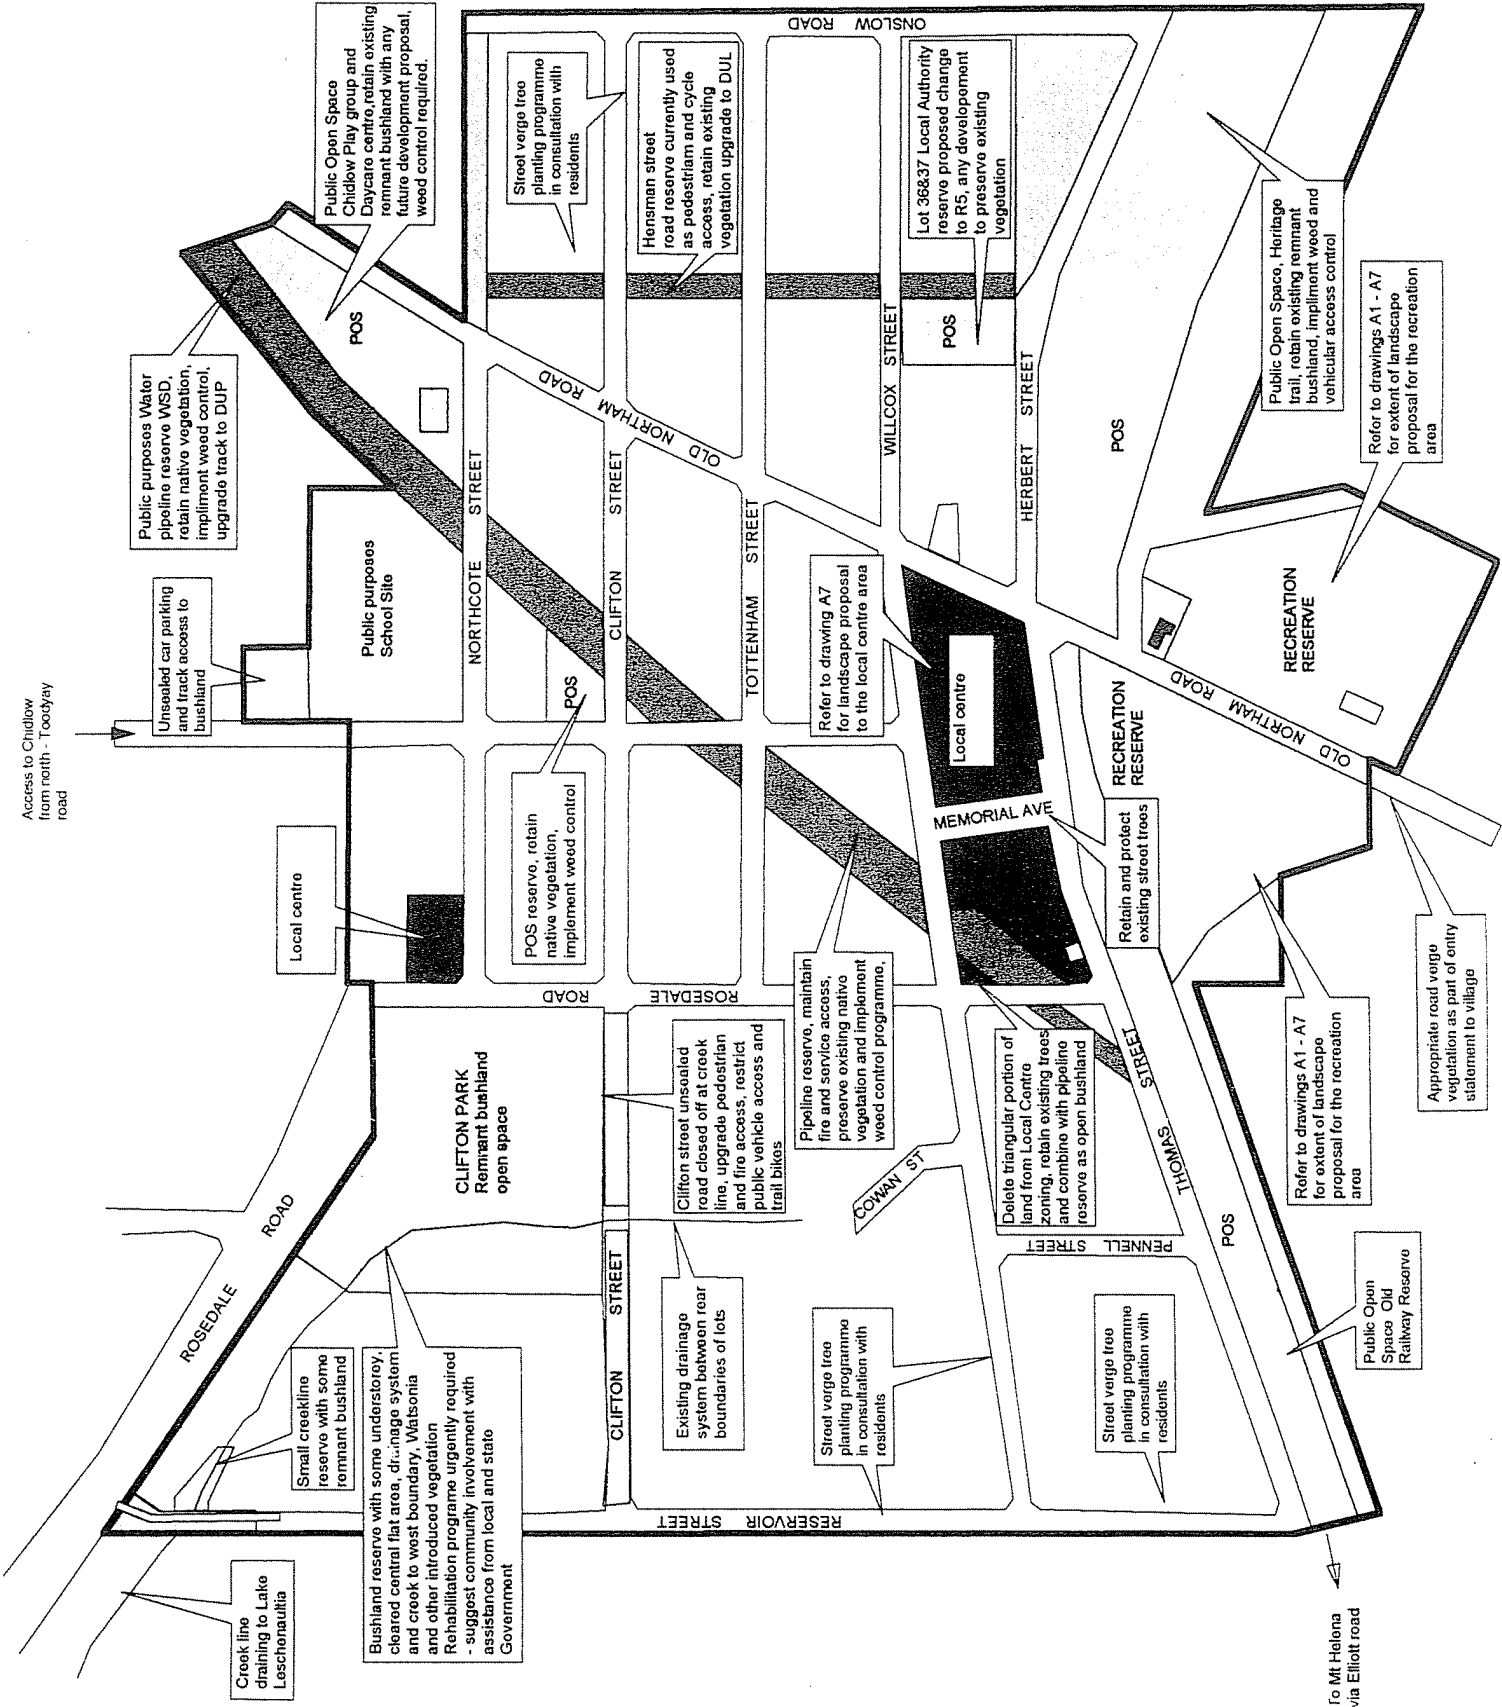 Access to Chidlow
from north - Toodyay
road
Public Open Space
Chidlow Play group and
Daycare centre,retain existing
remnant bushland with any
future development proposal,
weed control required.
Public purposes Water
pipeline reserve WSD,
retain native vegetation,
impliment weed control,
upgrade track to DUP
Unsealed car parking
and track access to
bushland
Public purposes
School Site
Local centre
ROSEDALE ROAD
Small creekline
reserve with some
remnant bushland
Creek line
draining to Lake
Leschenaultia
Bushland reserve with some understorey,
cleared central flat area, drainage system
and creek to west boundary, Watsonia
and other introduced vegetation
Rehabilitation programe urgently required
- suggest community involvement with
assistance from local and state
Government
CLIFTON PARK
Remnant bushland
open space
POS
NORTHCOTE STREET
POS reserve, retain
native vegetation,
implement weed control
POS
Street verge tree
planting programme
in consultation with
residents
ONSLOW ROAD
CLIFTON STREET
CLIFTON STREET
ROSEDALE ROAD
OLD NORTHAM ROAD
Hensman street
road reserve currently used
as pedestriam and cycle
access, retain existing
vegetation upgrade to DUL
Clifton street unsealed
road closed off at creek
line, upgrade pedestrian
and fire access, restrict
public vehicle access and
trail bikes
Existing drainage
system between rear
boundaries of lots
RESERVOIR STREET
TOTTENHAM STREET
Pipeline reserve, maintain
fire and service access,
preserve existing native
vegetation and implement
weed control programme,
Refer to drawing A7
for landscape proposal
to the local centre area
WILLCOX STREET
Lot 36&37 Local Authority
reserve proposed change
to R5, any developement
to preserve existing
vegetation
POS
Street verge tree
planting programme
in consultation with
residents
COWAN ST
Local centre
MEMORIAL AVE
HERBERT STREET
Delete triangular portion of
land from Local Centre
zoning, retain existing trees
and combine with pipeline
reserve as open bushland
PENNELL STREET
Street verge tree
planting programme
in consultation with
residents
THOMAS STREET
Retain and protect
existing street trees
RECREATION
RESERVE
POS
POS
OLD NORTHAM ROAD
RECREATION
RESERVE
Public Open Space, Heritage
trail, retain existing remnant
bushland, impliment weed and
vehicular access control
Refer to drawings A1 - A7
for extent of landscape
proposal for the recreation
area
Refer to drawings A1 - A7
for extent of landscape
proposal for the recreation
area
Appropriate road verge
vegetation as part of entry
statement to village
Public Open
Space Old
Railway Reserve
To Mt Helena
via Elliott road